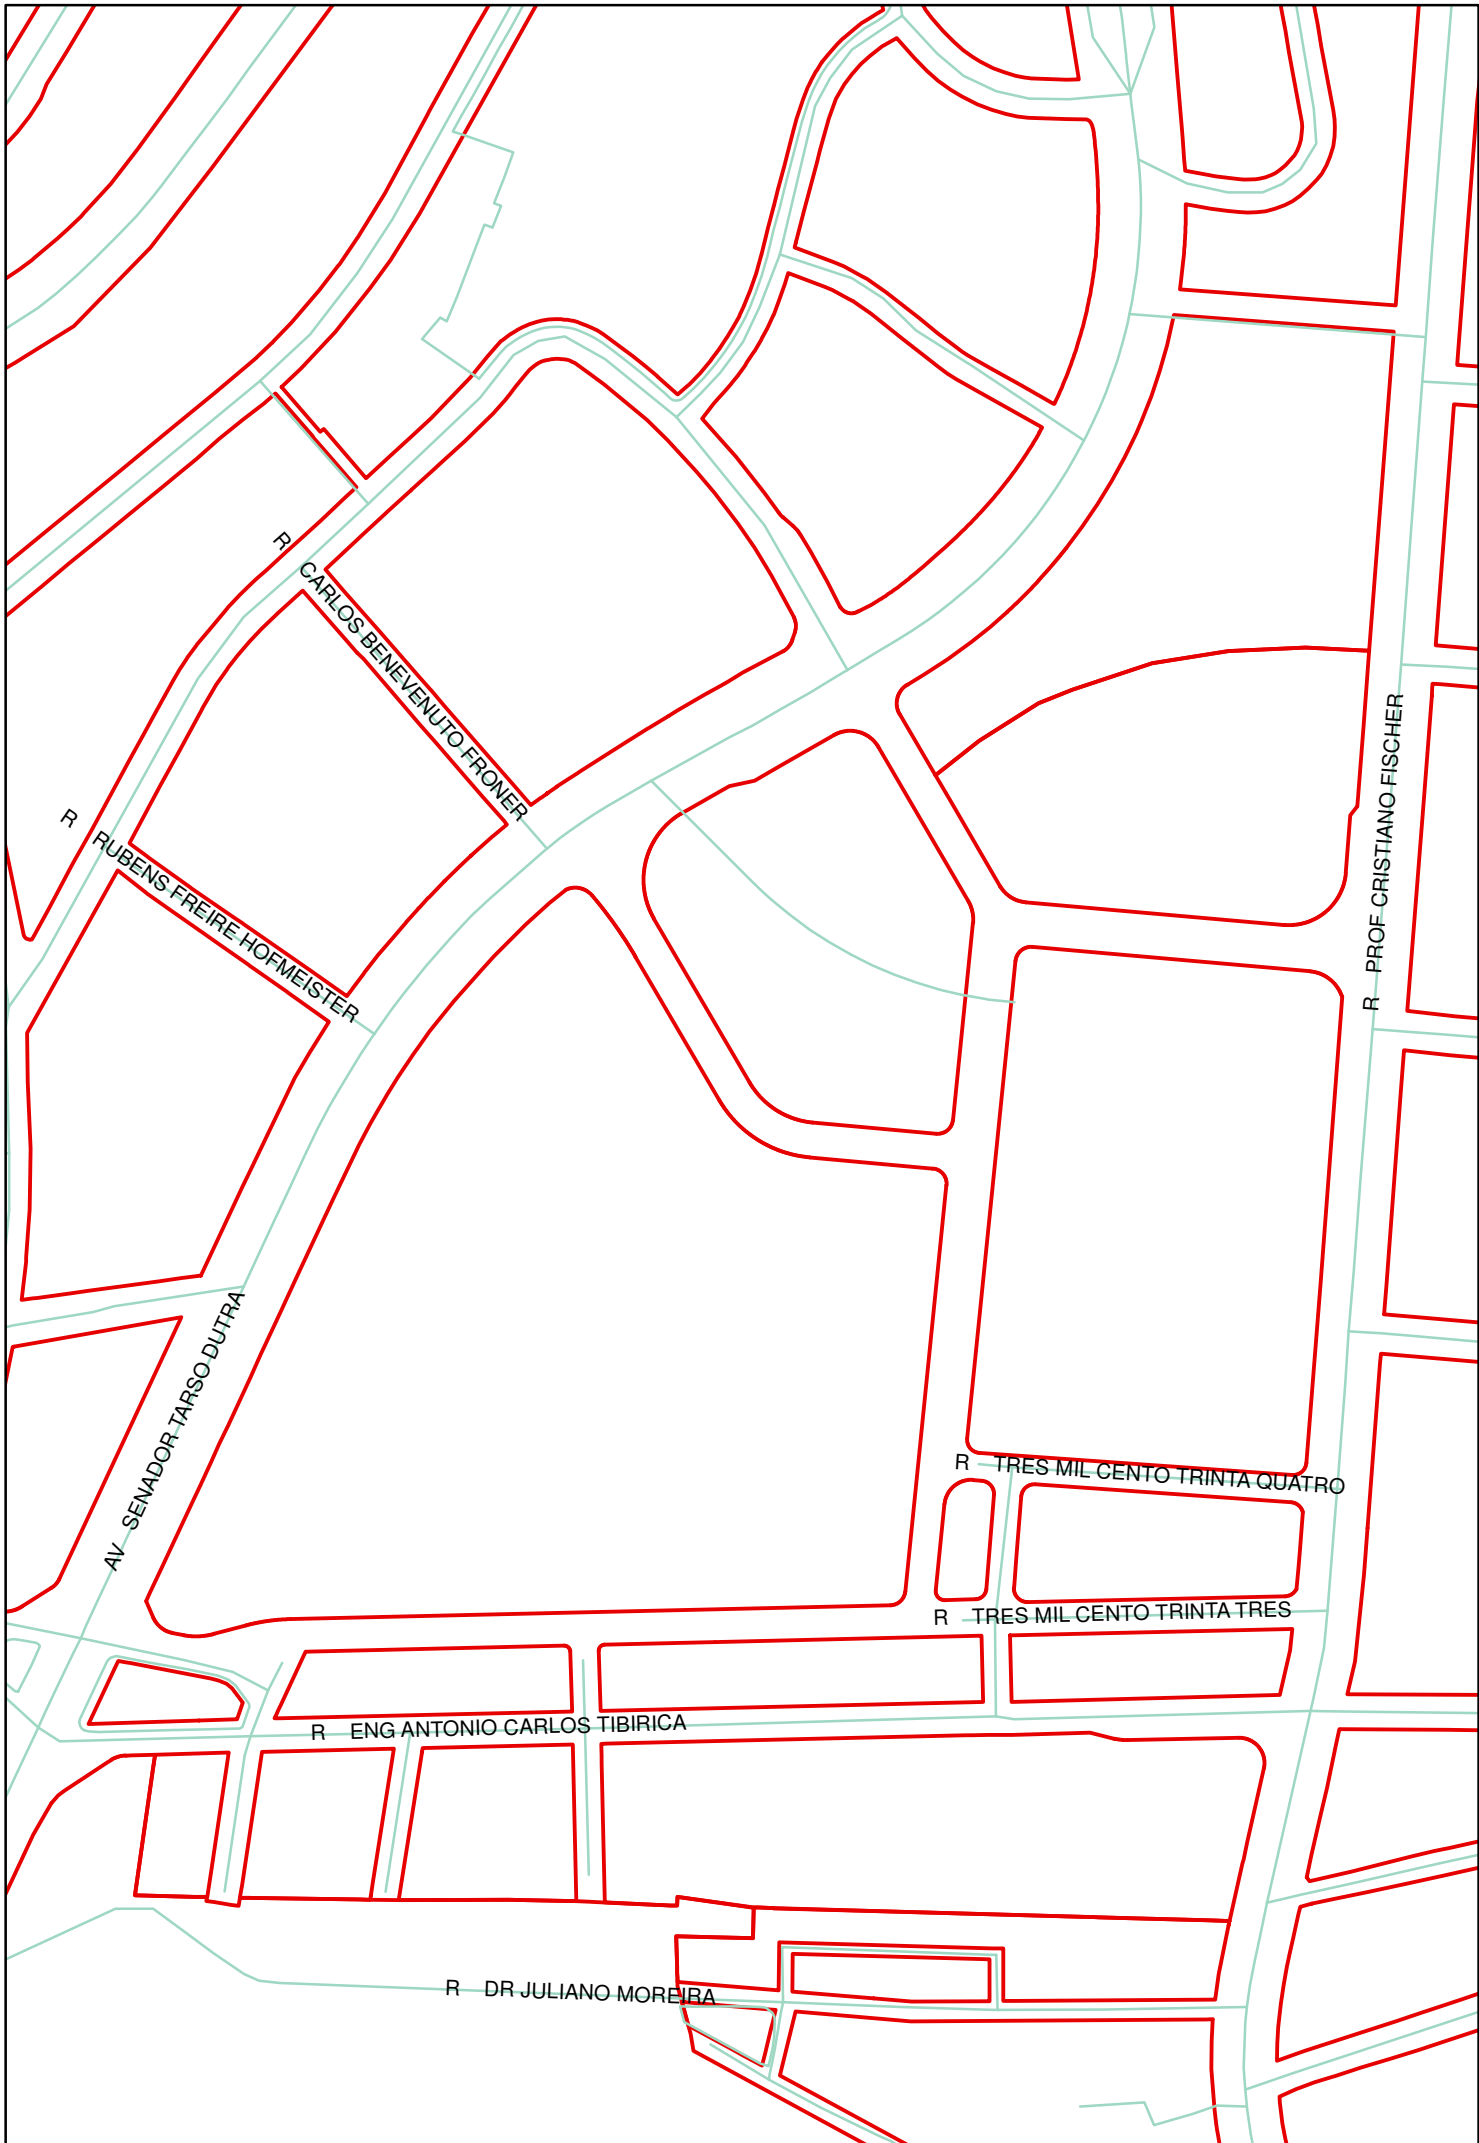 R CARLOS BENEVENUTO FRONER
R RUBENS FREIRE HOFMEISTER
R PROF CRISTIANO FISCHER
AV SENADOR TARSO DUTRA
R TRES MIL CENTO TRINTA QUATRO
R TRES MIL CENTO TRINTA TRES
R ENG ANTONIO CARLOS TIBIRICA
R DR JULIANO MOREIRA